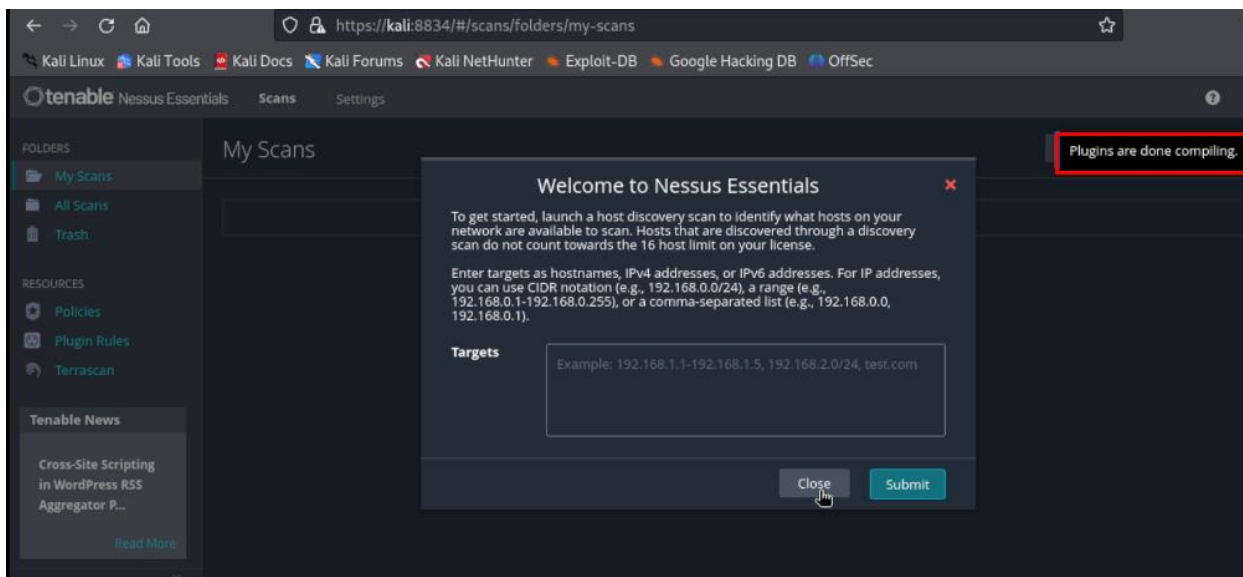 https://kali:8834/#/scans/folders/my-scans
Kali Linux Kali Tools Kali Docs Kali Forums Kali NetHunter Exploit-DB Google Hacking DB OffSec
tenable Nessus Essentials Scans Settings
FOLDERS
My Scans
All Scans
Trash
RESOURCES
Policies
Plugin Rules
Terrascan
Tenable News
Cross-Site Scripting
in WordPress RSS
Aggregator P...
Read More
My Scans
Plugins are done compiling.
Welcome to Nessus Essentials
To get started, launch a host discovery scan to identify what hosts on your
network are available to scan. Hosts that are discovered through a discovery
scan do not count towards the 16 host limit on your license.
Enter targets as hostnames, IPv4 addresses, or IPv6 addresses. For IP addresses,
you can use CIDR notation (e.g., 192.168.0.0/24), a range (e.g.,
192.168.0.1-192.168.0.255), or a comma-separated list (e.g., 192.168.0.0,
192.168.0.1).
Targets
Example: 192.168.1.1-192.168.1.5, 192.168.2.0/24, test.com
Close Submit